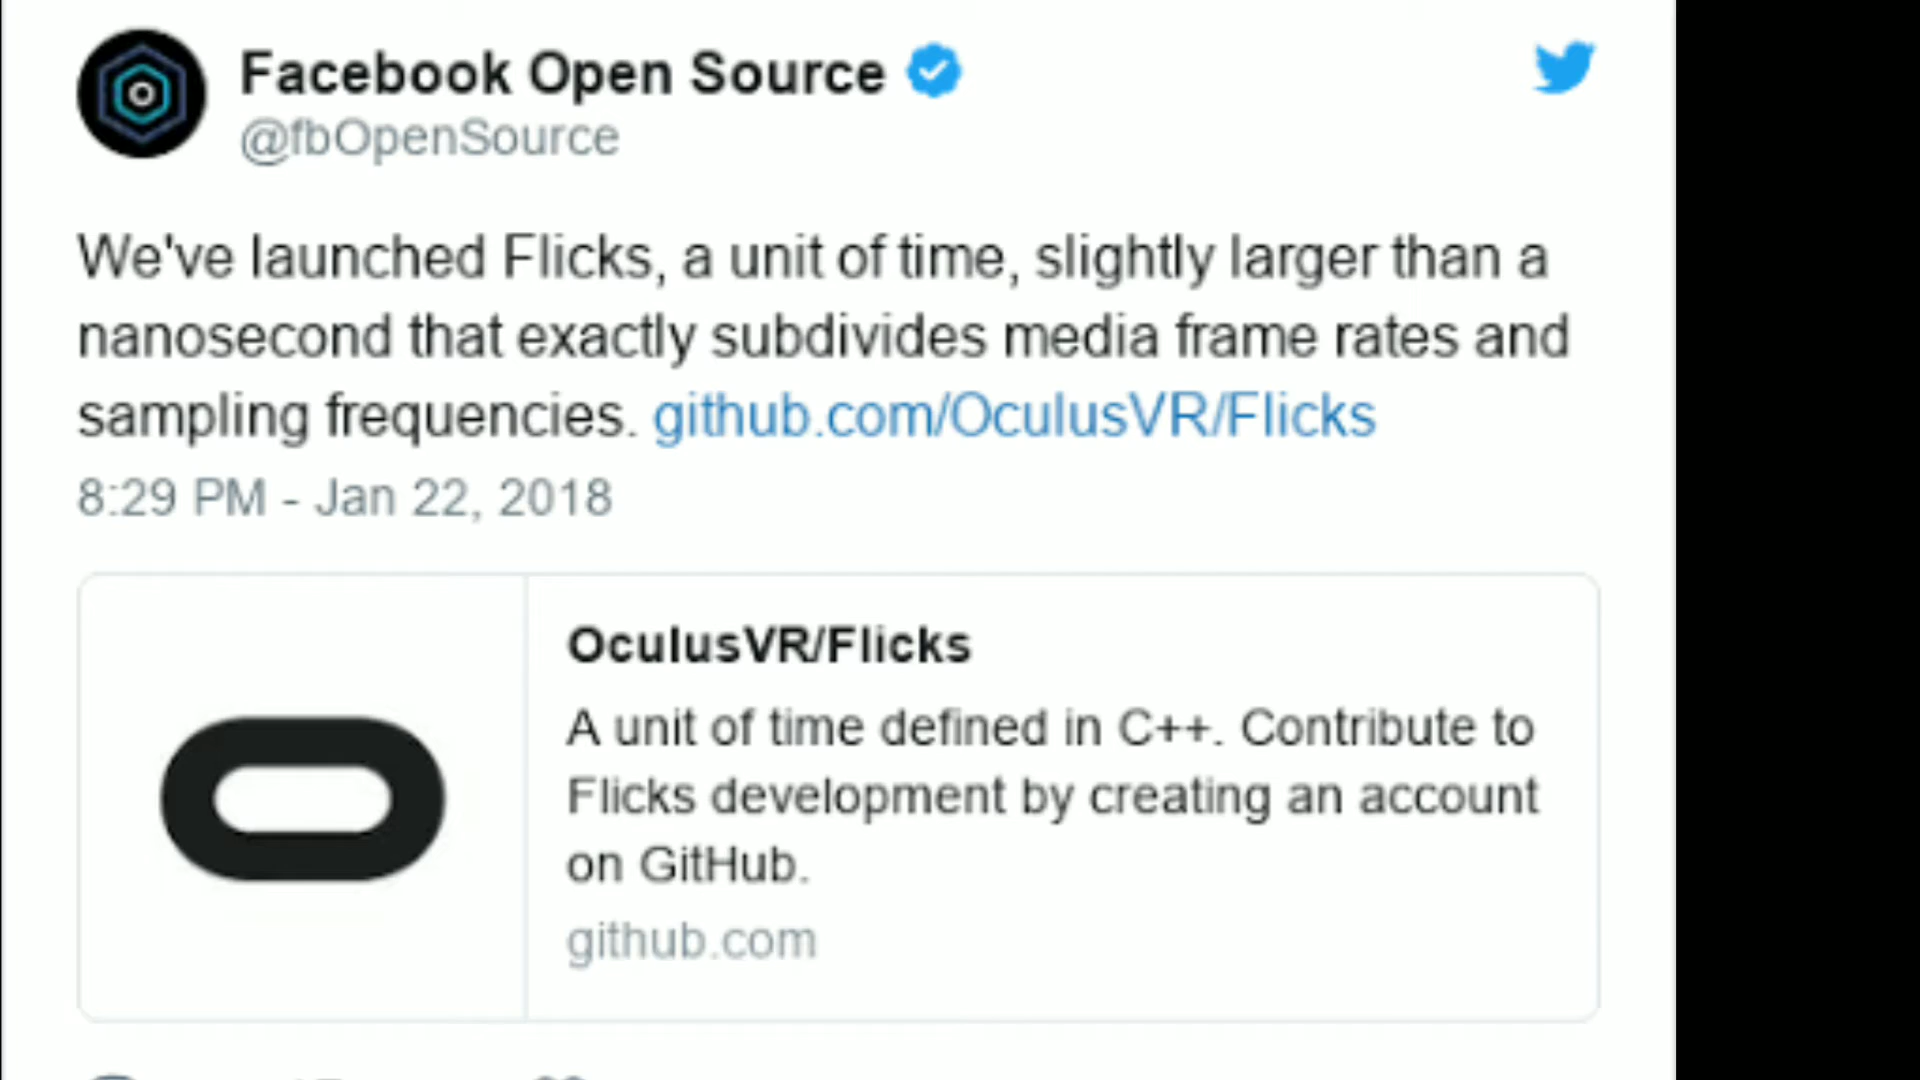 Facebook Open Source
@fbOpenSource
We've launched Flicks, a unit of time, slightly larger than a
nanosecond that exactly subdivides media frame rates and
sampling frequencies. github.com/OculusVR/Flicks
8:29 PM - Jan 22, 2018
OculusVR/Flicks
A unit of time defined in C++. Contribute to
Flicks development by creating an account
on GitHub.
github.com